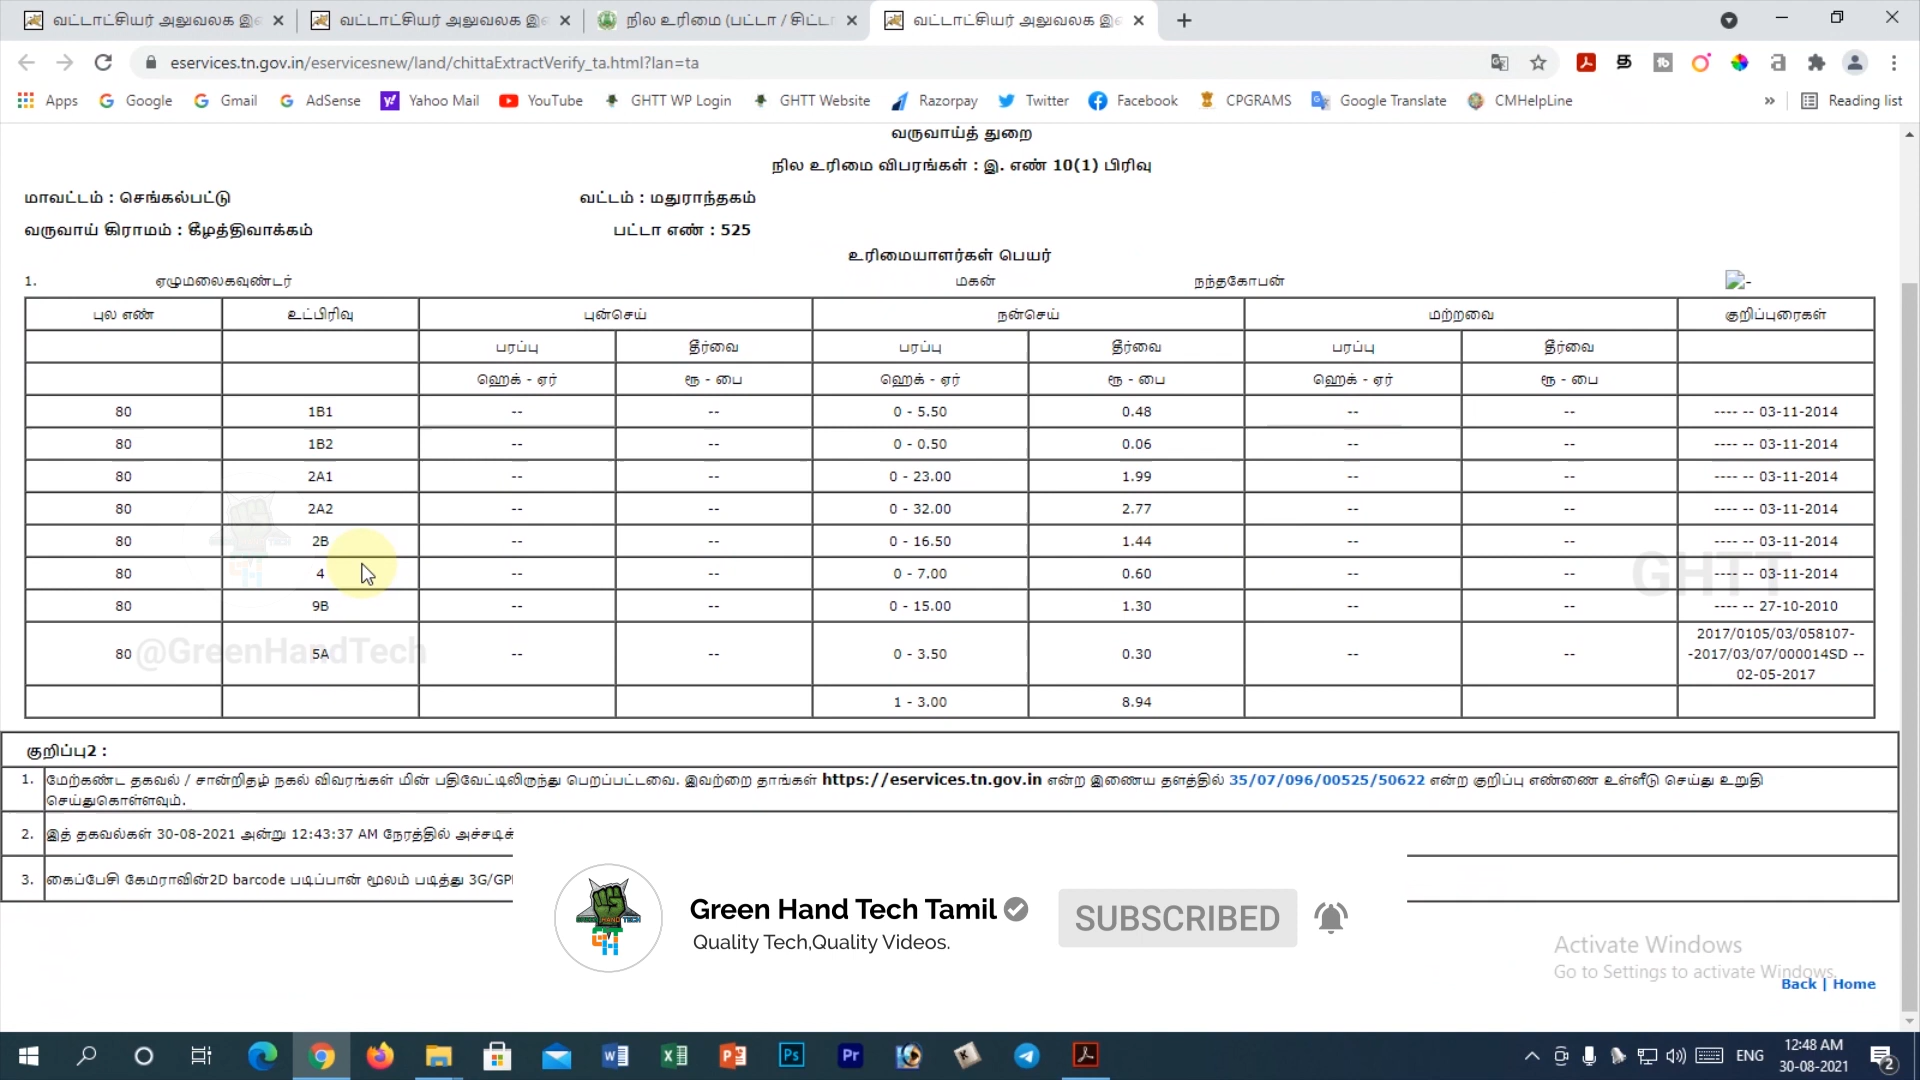 வட்டாட்சியர் அலுவலக இ
வட்டாட்சியர் அலுவலக இ
நில உரிமை (பட்டா / சிட்டா
வட்டாட்சியர் அலுவலக இ
eservices.tn.gov.in/eservicesnew/land/chittaExtractVerify_ta.html?lan=ta
Apps Google Gmail AdSense Yahoo Mail YouTube GHTT WP Login GHTT Website Razorpay Twitter Facebook CPGRAMS Google Translate CMHelpLine » Reading list
வருவாய்த் துறை
நில உரிமை விபரங்கள் : இ. எண் 10(1) பிரிவு
மாவட்டம் : செங்கல்பட்டு வட்டம் : மதுராந்தகம்
வருவாய் கிராமம் : கீழத்திவாக்கம் பட்டா எண் : 525
உரிமையாளர்கள் பெயர்
1. ஏழுமலைகவுண்டர் மகன் நந்தகோபன் -
புல எண் உட்பிரிவு புன்செய் நன்செய் மற்றவை குறிப்புரைகள்
பரப்பு தீர்வை பரப்பு தீர்வை பரப்பு தீர்வை
ஹெக் - ஏர் ரூ - பை ஹெக் - ஏர் ரூ - பை ஹெக் - ஏர் ரூ - பை
80 1B1 -- -- 0 - 5.50 0.48 -- -- ---- -- 03-11-2014
80 1B2 -- -- 0 - 0.50 0.06 -- -- ---- -- 03-11-2014
80 2A1 -- -- 0 - 23.00 1.99 -- -- ---- -- 03-11-2014
80 2A2 -- -- 0 - 32.00 2.77 -- -- ---- -- 03-11-2014
80 2B -- -- 0 - 16.50 1.44 -- -- ---- -- 03-11-2014
80 4 -- -- 0 - 7.00 0.60 -- -- ---- -- 03-11-2014
GHTT
80 9B -- -- 0 - 15.00 1.30 -- -- ---- -- 27-10-2010
80 5A -- -- 0 - 3.50 0.30 -- -- 2017/0105/03/058107-
-2017/03/07/000014SD --
02-05-2017
@GreenHandTech
1 - 3.00 8.94
குறிப்பு2 :
1. மேற்கண்ட தகவல் / சான்றிதழ் நகல் விவரங்கள் மின் பதிவேட்டிலிருந்து பெறப்பட்டவை. இவற்றை தாங்கள் https://eservices.tn.gov.in என்ற இணைய தளத்தில் 35/07/096/00525/50622 என்ற குறிப்பு எண்ணை உள்ளீடு செய்து உறுதி
செய்துகொள்ளவும்.
2. இத் தகவல்கள் 30-08-2021 அன்று 12:43:37 AM நேரத்தில் அச்சடிக்
3. கைப்பேசி கேமராவின்2D barcode படிப்பான் மூலம் படித்து 3G/GP
Green Hand Tech Tamil
Quality Tech,Quality Videos.
SUBSCRIBED
Activate Windows
Go to Settings to activate Windows.
Back | Home
ENG 12:48 AM
30-08-2021
2